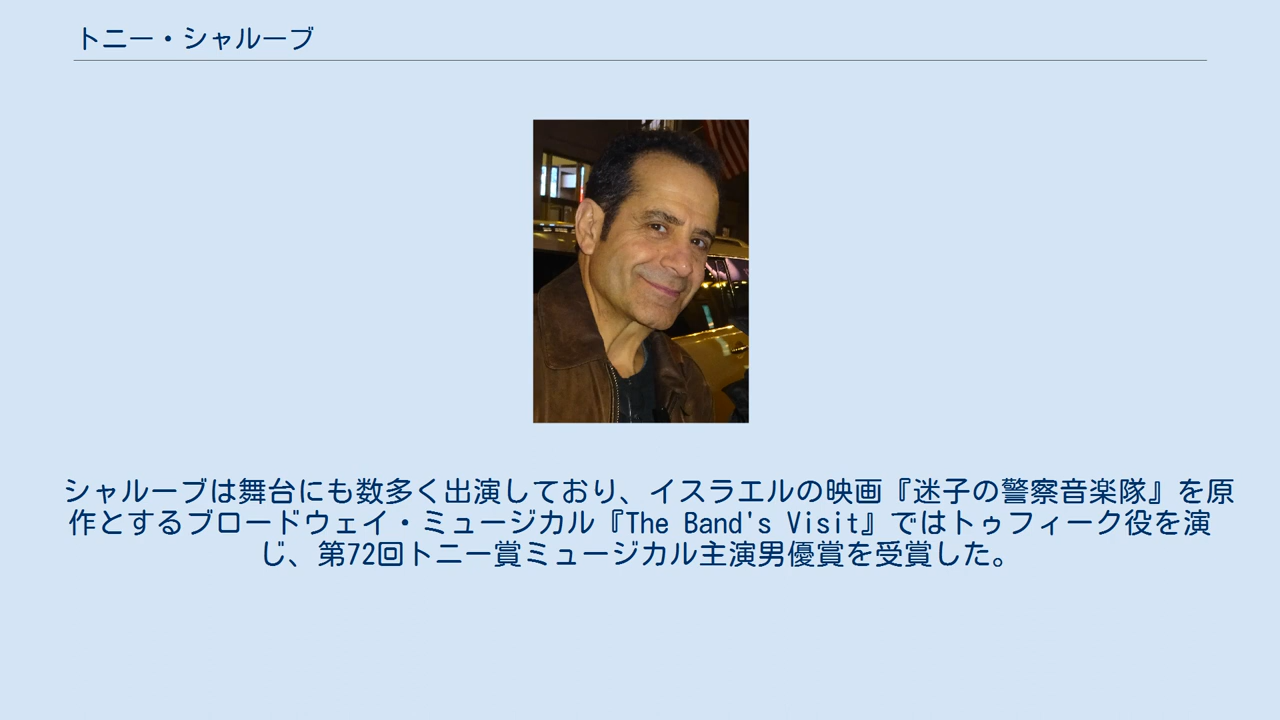 トニー・シャルーブ
シャルーブは舞台にも数多く出演しており、イスラエルの映画『迷子の警察音楽隊』を原
作とするブロードウェイ・ミュージカル『The Band's Visit』ではトゥフィーク役を演
じ、第72回トニー賞ミュージカル主演男優賞を受賞した。